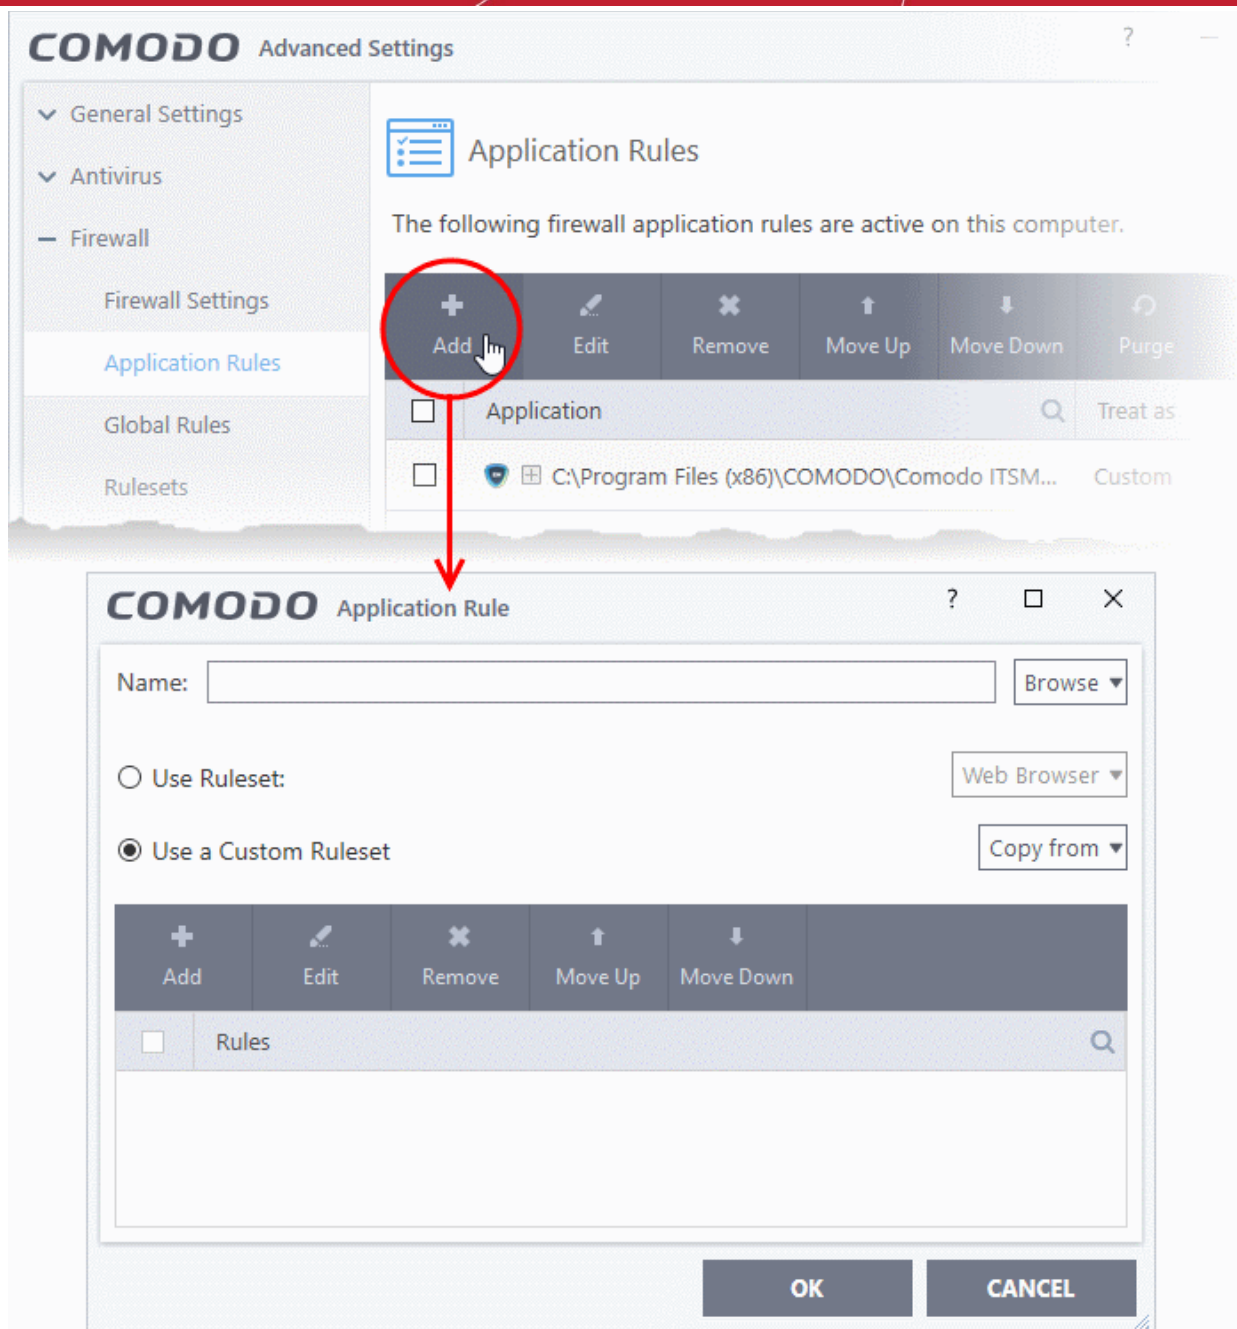 COMODO Advanced Settings ?
General Settings
Antivirus
Firewall
Firewall Settings
Application Rules
Global Rules
Rulesets
Application Rules
The following firewall application rules are active on this computer.
Add Edit Remove Move Up Move Down Purge
Application Treat as
C:\Program Files (x86)\COMODO\Comodo ITSM... Custom
COMODO Application Rule ?
Name: Browse
Use Ruleset: Web Browser
Use a Custom Ruleset Copy from
Add Edit Remove Move Up Move Down
Rules
OK CANCEL